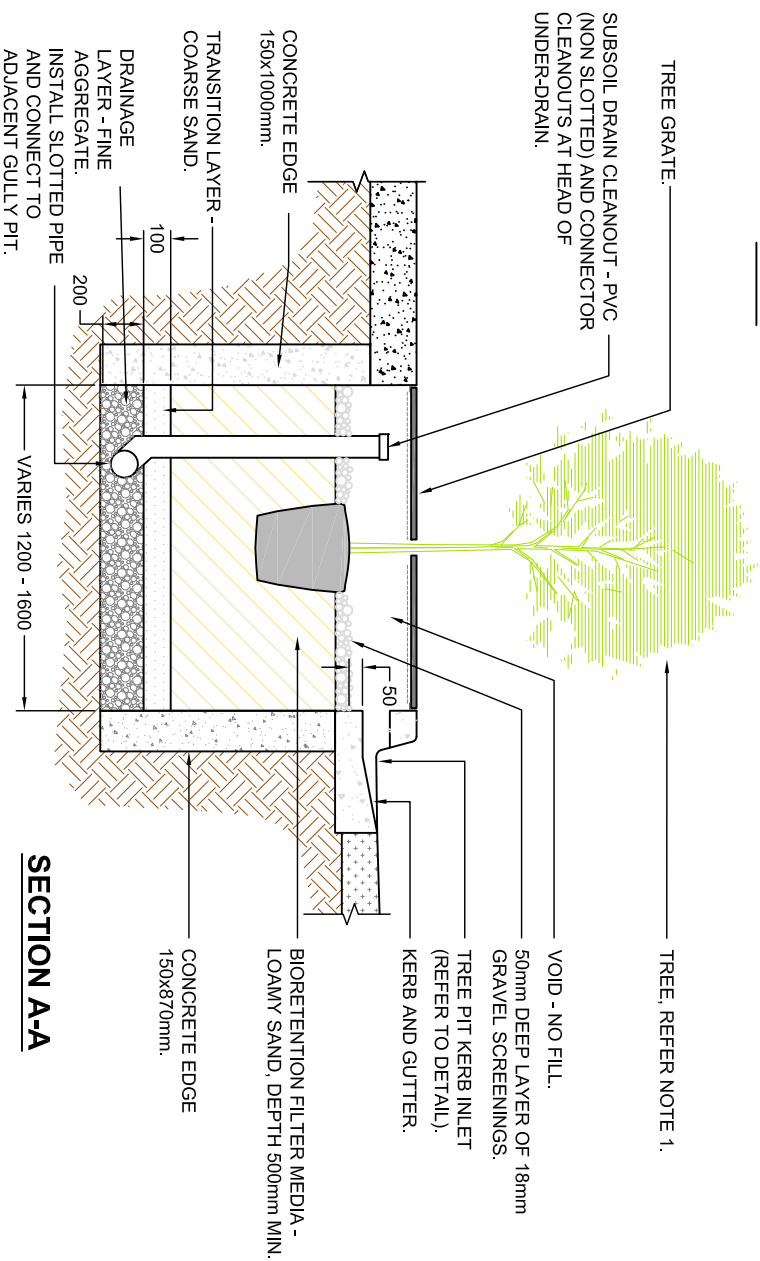 TREE GRATE.
SUBSOIL DRAIN CLEANOUT - PVC
(NON SLOTTED) AND CONNECTOR
CLEANOUTS AT HEAD OF
UNDER-DRAIN.
CONCRETE EDGE
150x1000mm.
TRANSITION LAYER -
COARSE SAND.
DRAINAGE
LAYER - FINE
AGGREGATE.
INSTALL SLOTTED PIPE
AND CONNECT TO
ADJACENT GULLY PIT.
100
200
VARIES 1200 - 1600
50
TREE, REFER NOTE 1.
VOID - NO FILL.
50mm DEEP LAYER OF 18mm
GRAVEL SCREENINGS.
TREE PIT KERB INLET
(REFER TO DETAIL).
KERB AND GUTTER.
BIORETENTION FILTER MEDIA -
LOAMY SAND, DEPTH 500mm MIN.
CONCRETE EDGE
150x870mm.
SECTION A-A